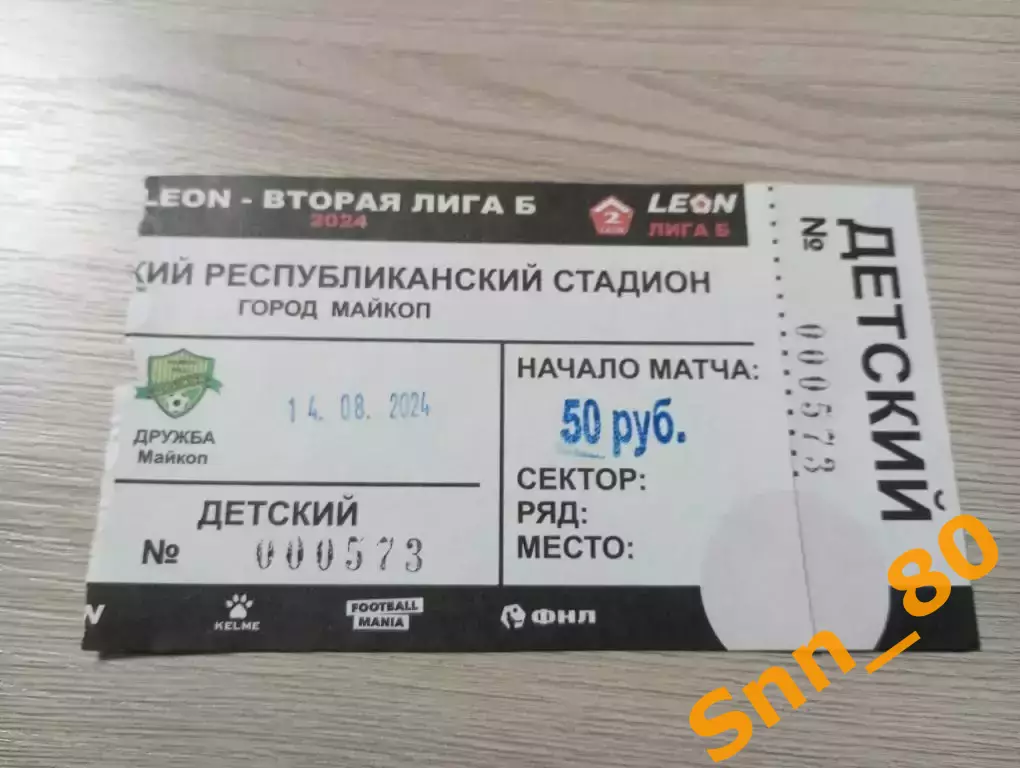 LEON - ВТОРАЯ ЛИГА Б
2024
2
LEON
ЛИГА Б
КИЙ РЕСПУБЛИКАНСКИЙ СТАДИОН
ГОРОД МАЙКОП
ДРУЖБА
Майкоп
14. 08. 2024
НАЧАЛО МАТЧА:
50 руб.
СЕКТОР:
РЯД:
МЕСТО:
ДЕТСКИЙ
№ 000573
KELME
FOOTBALL
MANIA
ФНЛ
ДЕТСКИЙ
№ 000573
Snn_80